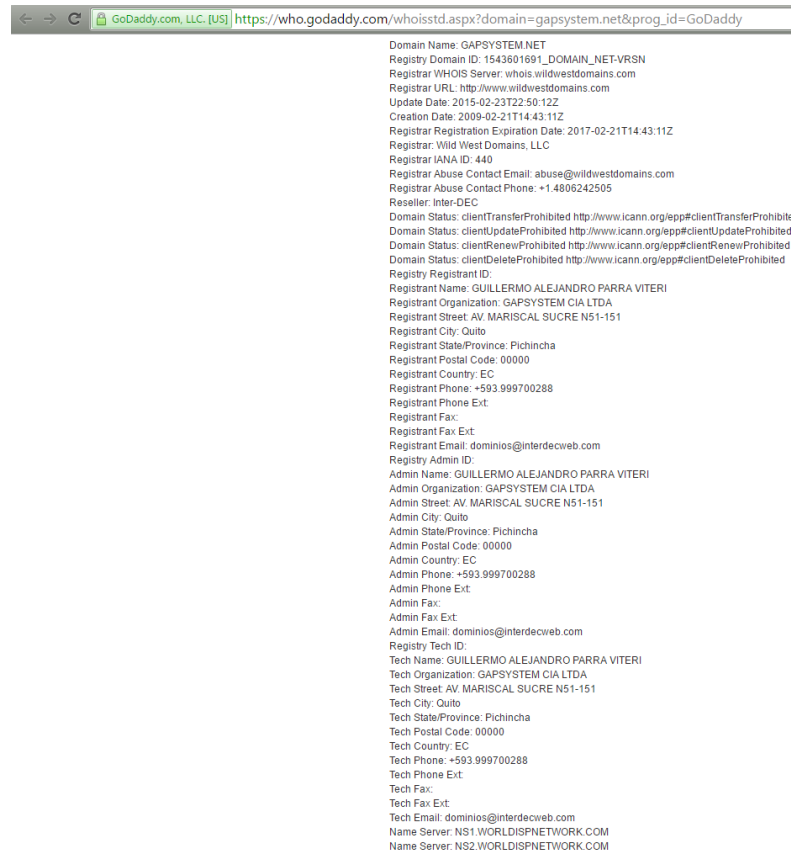 GoDaddy.com, LLC. [US] https://who.godaddy.com/whoisstd.aspx?domain=gapsystem.net&prog_id=GoDaddy
Domain Name: GAPSYSTEM.NET
Registry Domain ID: 1543601691_DOMAIN_NET-VRSN
Registrar WHOIS Server: whois.wildwestdomains.com
Registrar URL: http://www.wildwestdomains.com
Update Date: 2015-02-23T22:50:12Z
Creation Date: 2009-02-21T14:43:11Z
Registrar Registration Expiration Date: 2017-02-21T14:43:11Z
Registrar: Wild West Domains, LLC
Registrar IANA ID: 440
Registrar Abuse Contact Email: abuse@wildwestdomains.com
Registrar Abuse Contact Phone: +1.4806242505
Reseller: Inter-DEC
Domain Status: clientTransferProhibited http://www.icann.org/epp#clientTransferProhibite
Domain Status: clientUpdateProhibited http://www.icann.org/epp#clientUpdateProhibited
Domain Status: clientRenewProhibited http://www.icann.org/epp#clientRenewProhibited
Domain Status: clientDeleteProhibited http://www.icann.org/epp#clientDeleteProhibited
Registry Registrant ID:
Registrant Name: GUILLERMO ALEJANDRO PARRA VITERI
Registrant Organization: GAPSYSTEM CIA LTDA
Registrant Street: AV. MARISCAL SUCRE N51-151
Registrant City: Quito
Registrant State/Province: Pichincha
Registrant Postal Code: 00000
Registrant Country: EC
Registrant Phone: +593.999700288
Registrant Phone Ext:
Registrant Fax:
Registrant Fax Ext:
Registrant Email: dominios@interdecweb.com
Registry Admin ID:
Admin Name: GUILLERMO ALEJANDRO PARRA VITERI
Admin Organization: GAPSYSTEM CIA LTDA
Admin Street: AV. MARISCAL SUCRE N51-151
Admin City: Quito
Admin State/Province: Pichincha
Admin Postal Code: 00000
Admin Country: EC
Admin Phone: +593.999700288
Admin Phone Ext:
Admin Fax:
Admin Fax Ext:
Admin Email: dominios@interdecweb.com
Registry Tech ID:
Tech Name: GUILLERMO ALEJANDRO PARRA VITERI
Tech Organization: GAPSYSTEM CIA LTDA
Tech Street: AV. MARISCAL SUCRE N51-151
Tech City: Quito
Tech State/Province: Pichincha
Tech Postal Code: 00000
Tech Country: EC
Tech Phone: +593.999700288
Tech Phone Ext:
Tech Fax:
Tech Fax Ext:
Tech Email: dominios@interdecweb.com
Name Server: NS1.WORLDISPNETWORK.COM
Name Server: NS2.WORLDISPNETWORK.COM